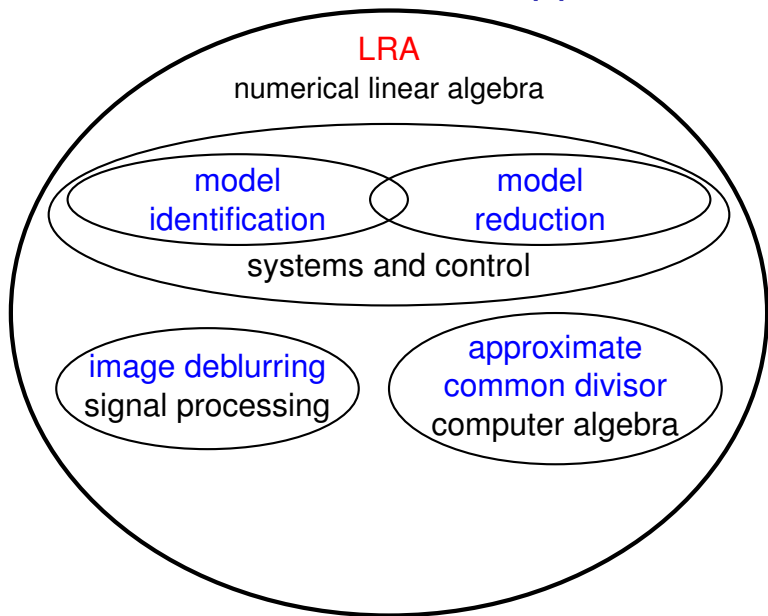 LRA
numerical linear algebra
model
identification
model
reduction
systems and control
image deblurring
signal processing
approximate
common divisor
computer algebra